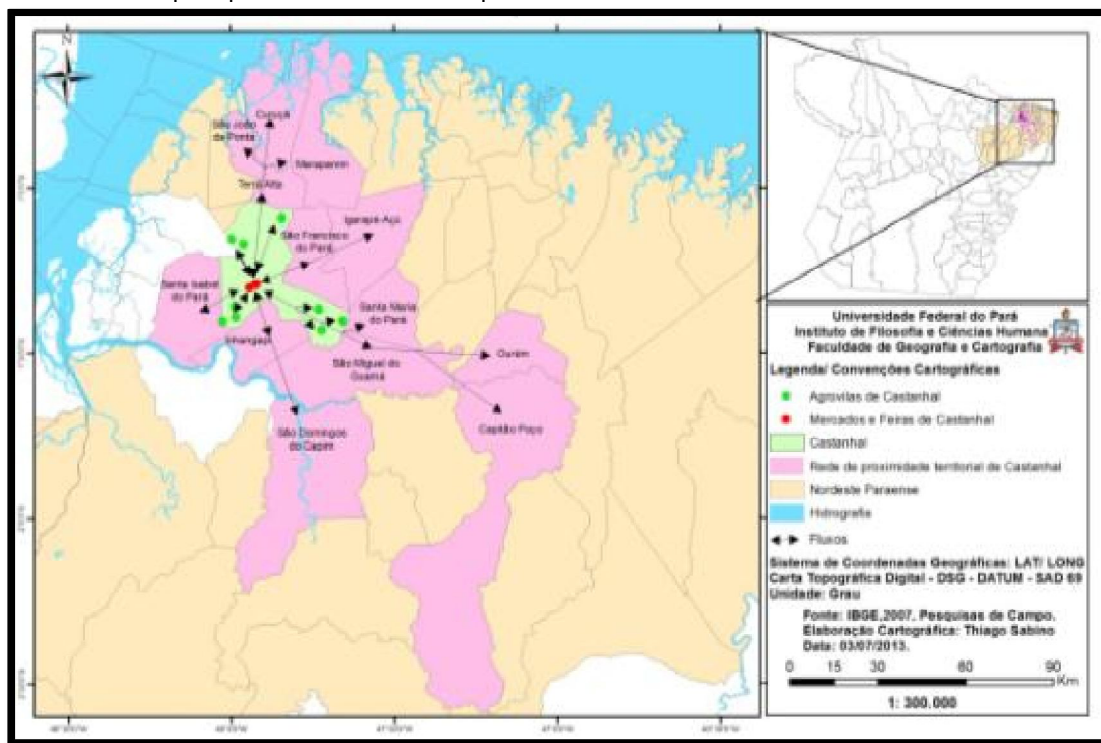 Curuçá
São João
da Ponta
Marapanim
Terra Alta
Igarapé-Açú
São Francisco
do Pará
Santa Isabel
do Pará
Santa Maria
do Pará
Inhangapi
Ourém
São Miguel do
Guamá
Capitão Poço
São Domingos
do Capim
Universidade Federal do Pará
Instituto de Filosofia e Ciências Humana
Faculdade de Geografia e Cartografia
Legenda/ Convenções Cartográficas
Agrovilas de Castanhal
Mercados e Feiras de Castanhal
Castanhal
Rede de proximidade territorial de Castanhal
Nordeste Paraense
Hidrografia
Fluxos
Sistema de Coordenadas Geográficas: LAT/ LONG
Carta Topográfica Digital - DSG - DATUM - SAD 69
Unidade: Grau
Fonte: IBGE,2007, Pesquisas de Campo.
Elaboração Cartográfica: Thiago Sabino
Data: 03/07/2013.
0 15 30 60 90
Km
1: 300.000